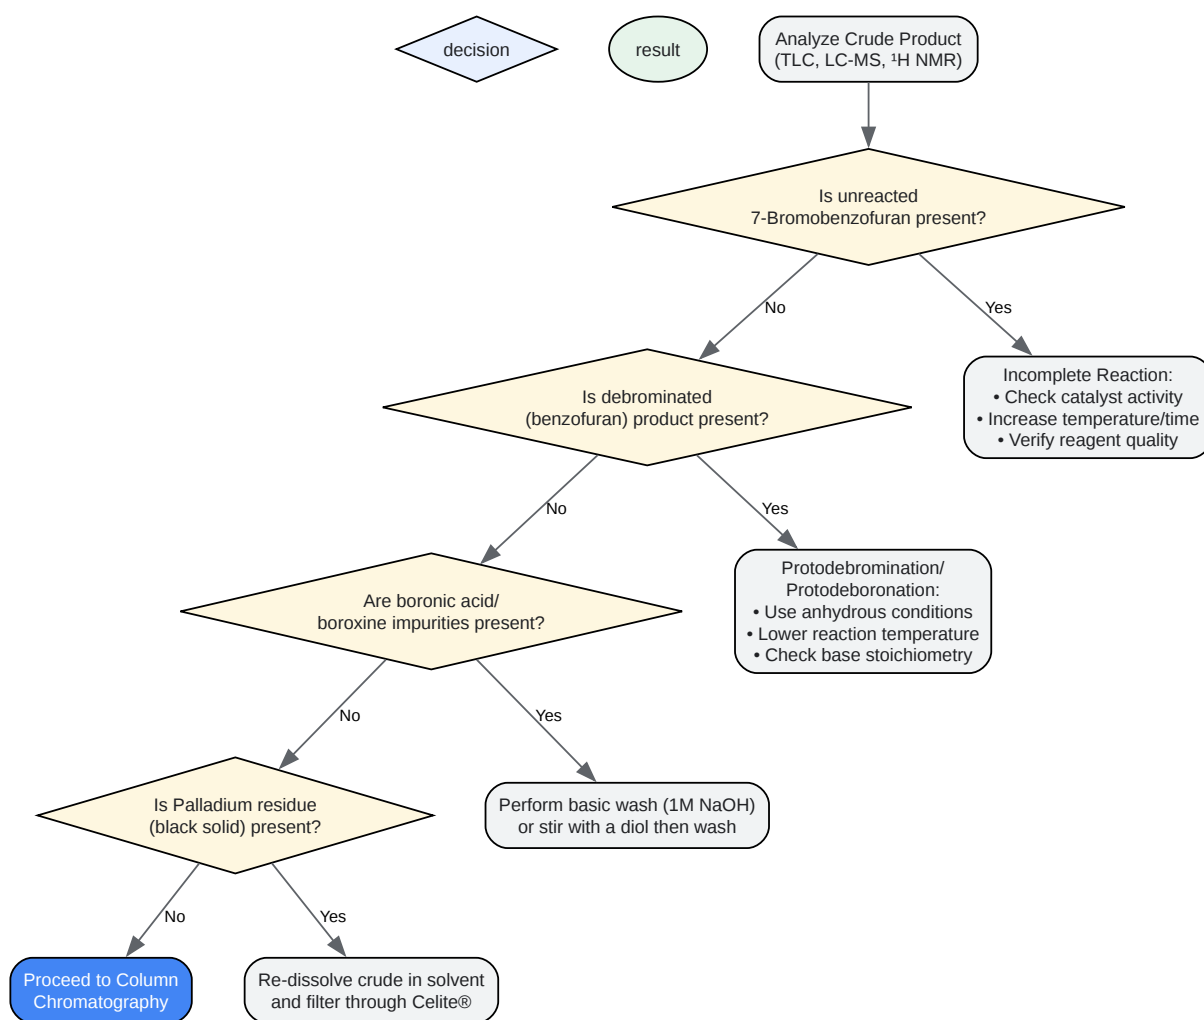 decision
result
Analyze Crude Product
(TLC, LC-MS, ¹H NMR)
Is unreacted
7-Bromobenzofuran present?
No
Yes
Is debrominated
(benzofuran) product present?
Incomplete Reaction:
• Check catalyst activity
• Increase temperature/time
• Verify reagent quality
No
Yes
Are boronic acid/
boroxine impurities present?
Protodebromination/
Protodeboronation:
• Use anhydrous conditions
• Lower reaction temperature
• Check base stoichiometry
No
Yes
Is Palladium residue
(black solid) present?
Perform basic wash (1M NaOH)
or stir with a diol then wash
No
Yes
Proceed to Column
Chromatography
Re-dissolve crude in solvent
and filter through Celite®